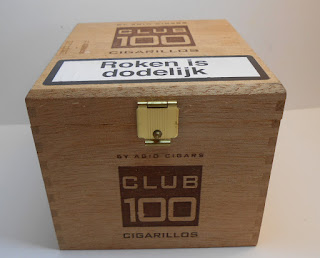 CLUB
100
CIGARILLOS
Roken is
dodelijk
BY AGIO CIGARS
CLUB
100
CIGARILLOS